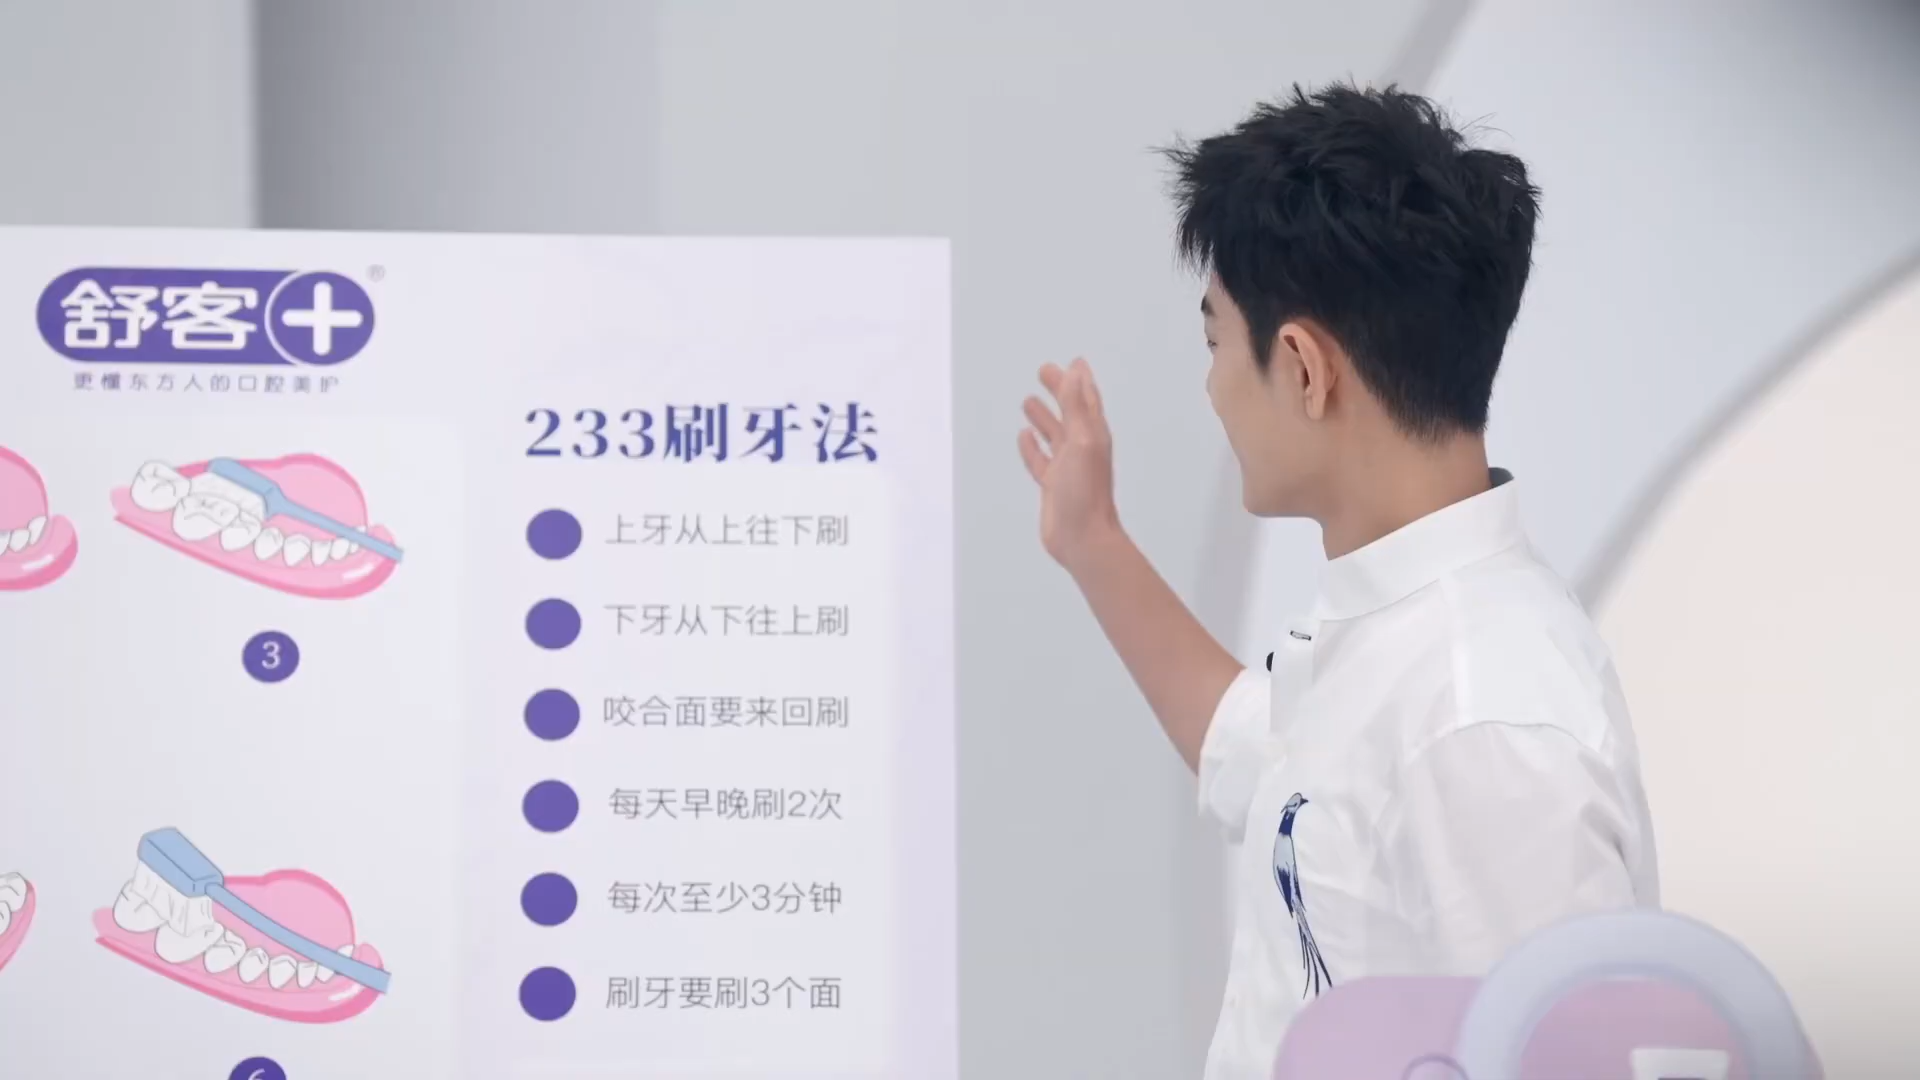 舒客+®
更懂东方人的口腔美护
233刷牙法
上牙从上往下刷
下牙从下往上刷
咬合面要来回刷
每天早晚刷2次
每次至少3分钟
刷牙要刷3个面
3
6